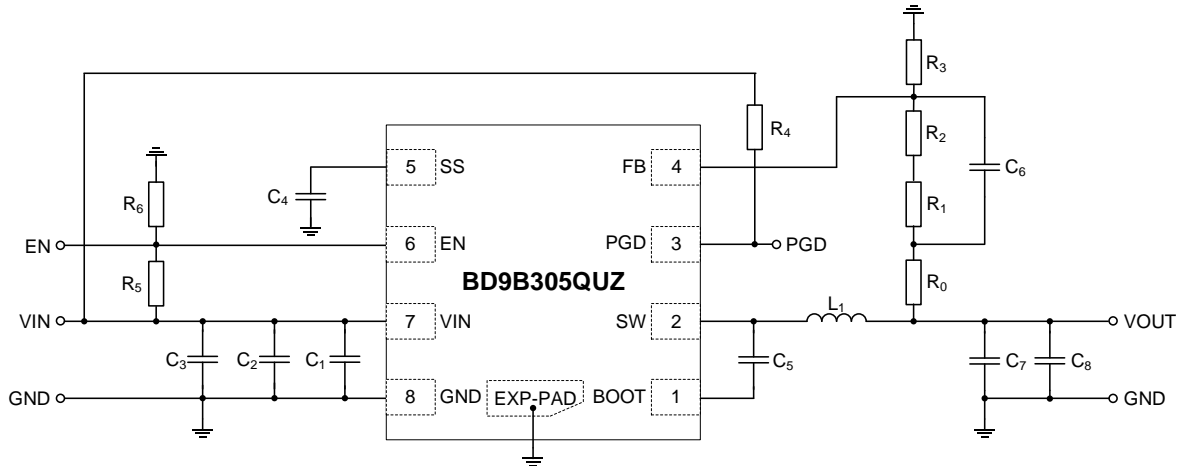 R3
R4
R2
5 SS
FB 4
C6
C4
R6
R1
EN
6 EN
PGD 3
PGD
BD9B305QUZ
R5
R0
L1
VIN
7 VIN
SW 2
VOUT
C3
C2
C1
C5
C7
C8
GND
8 GND
EXP-PAD
BOOT 1
GND